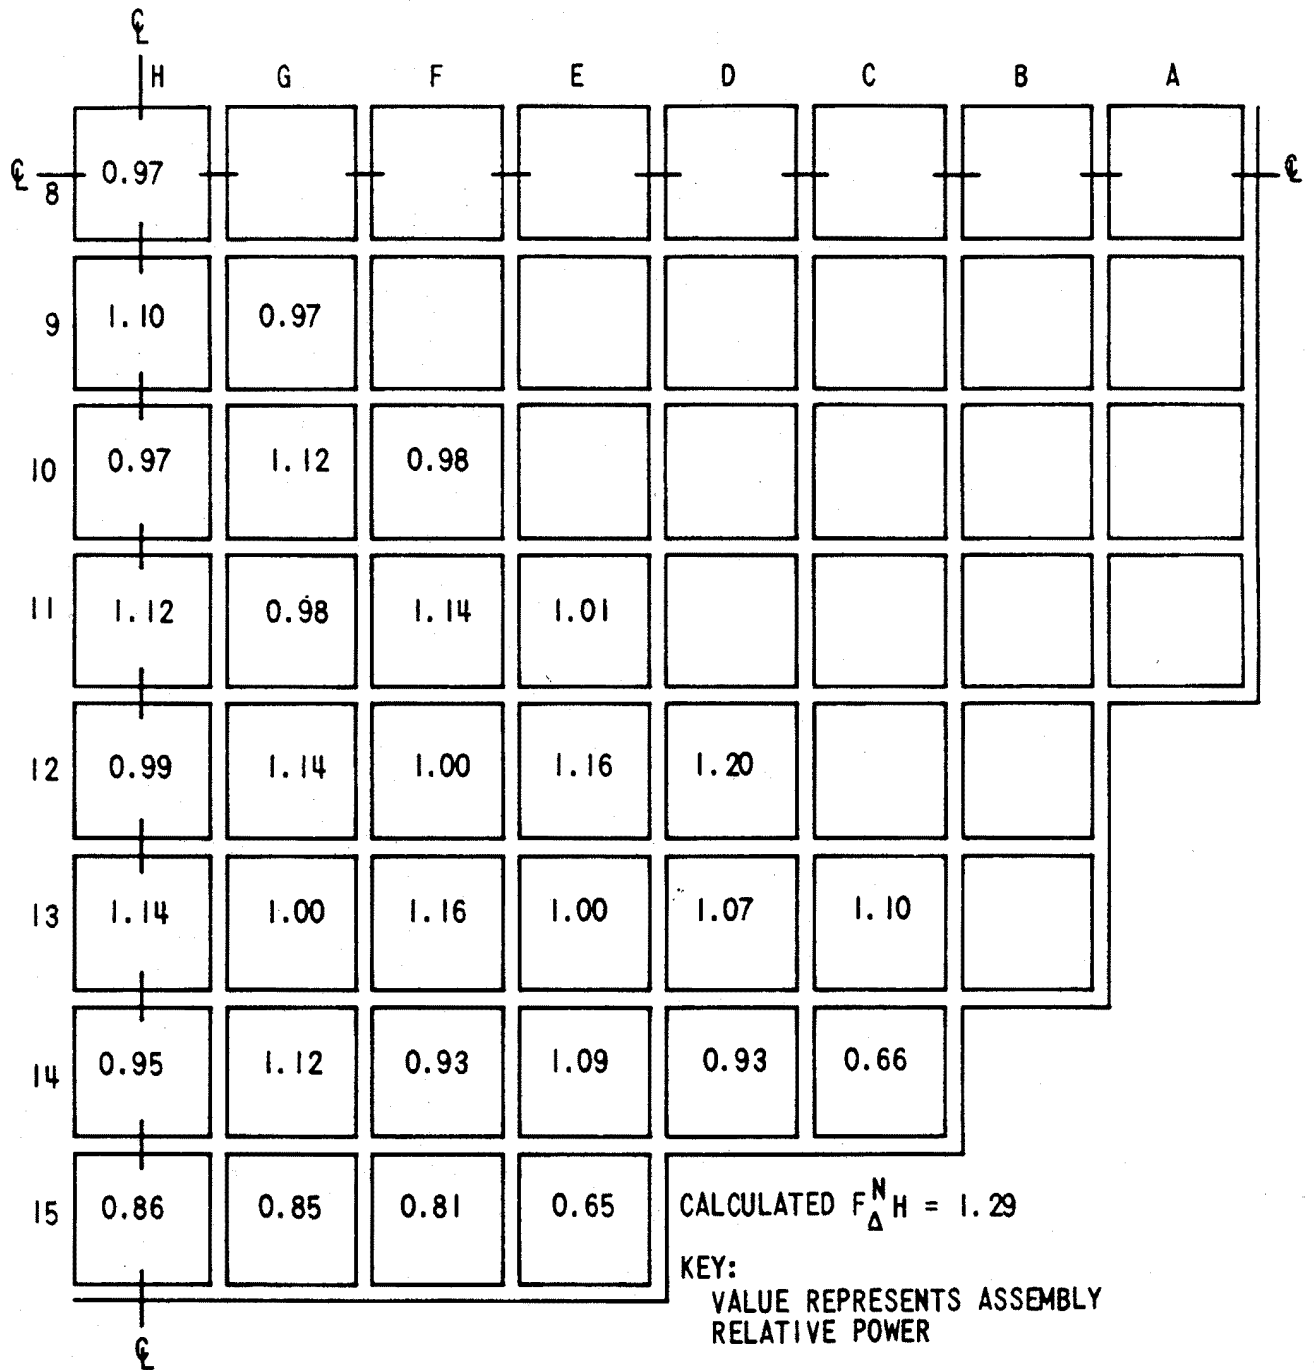 ℄
H G F E D C B A
℄ 8 0.97 ℄
9 1.10 0.97
10 0.97 1.12 0.98
11 1.12 0.98 1.14 1.01
12 0.99 1.14 1.00 1.16 1.20
13 1.14 1.00 1.16 1.00 1.07 1.10
14 0.95 1.12 0.93 1.09 0.93 0.66
15 0.86 0.85 0.81 0.65
CALCULATED F^N_Δ H = 1.29
KEY:
VALUE REPRESENTS ASSEMBLY
RELATIVE POWER
℄